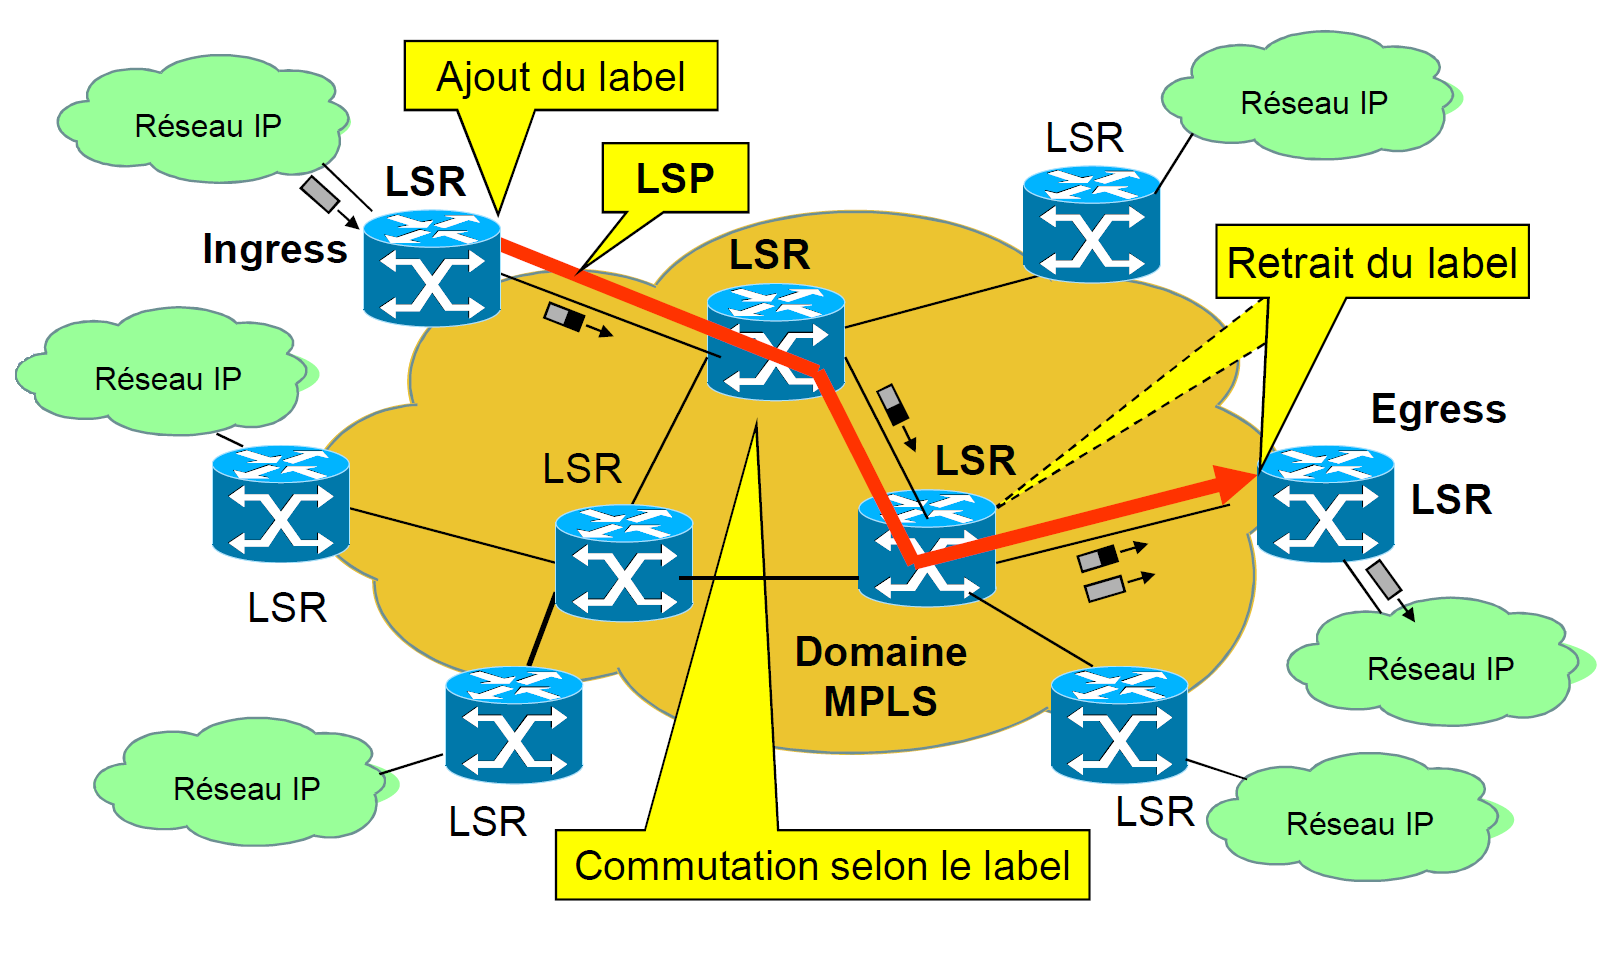 Ajout du label
Réseau IP
Réseau IP
LSR
LSR
LSP
Ingress
LSR
Retrait du label
Réseau IP
Egress
LSR
LSR
LSR
LSR
Domaine
MPLS
Réseau IP
Réseau IP
LSR
LSR
Réseau IP
Commutation selon le label